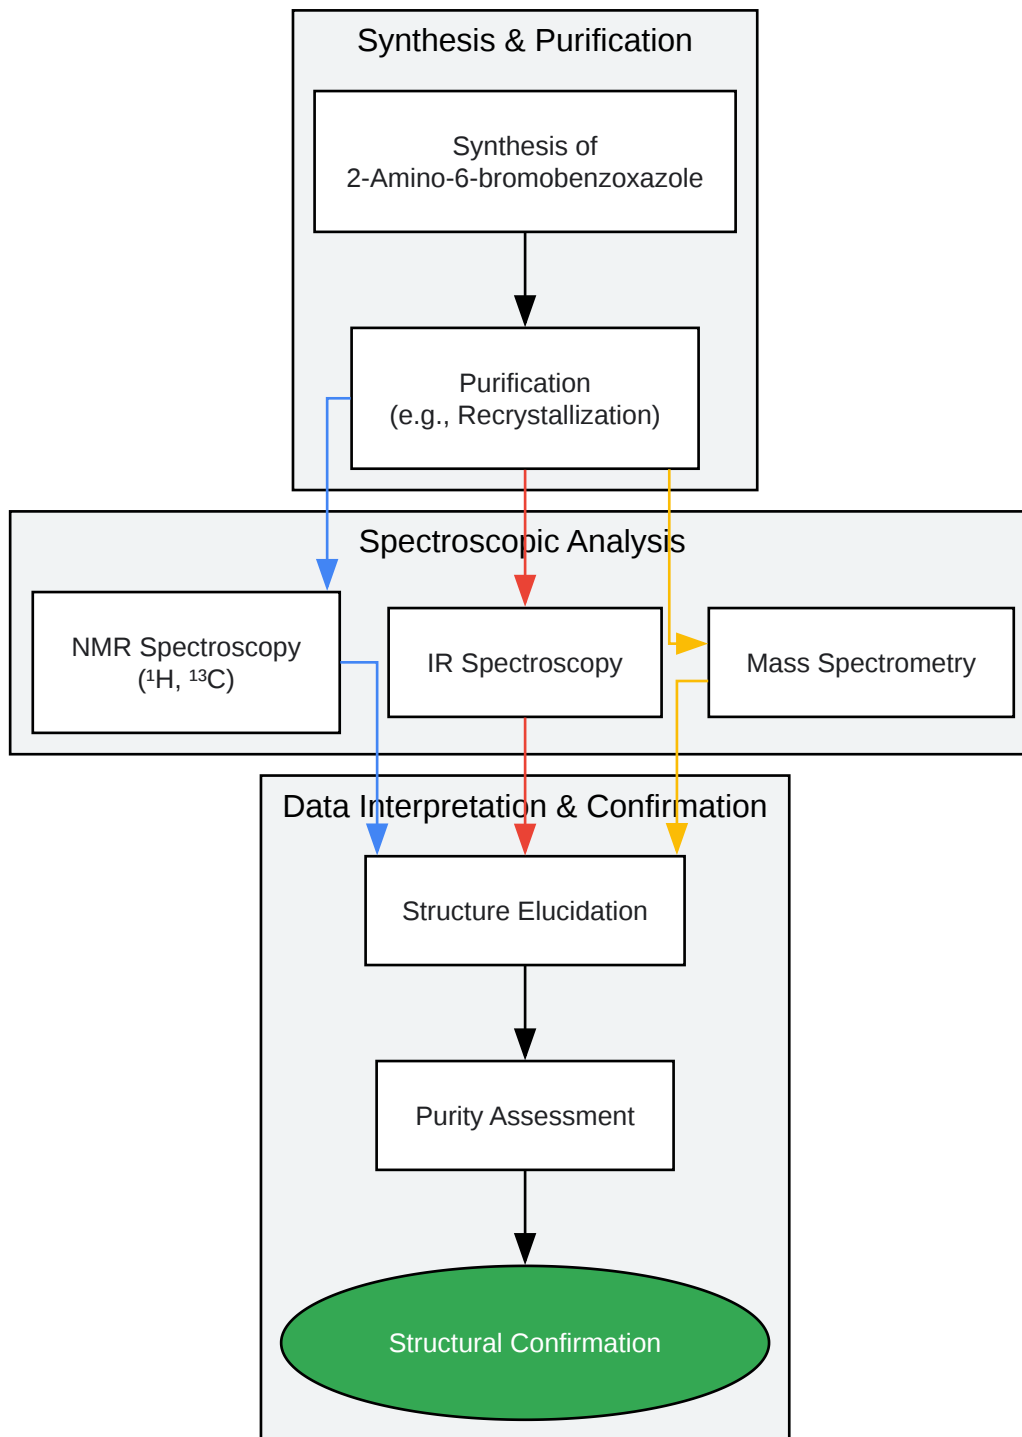 Synthesis & Purification
Synthesis of
2-Amino-6-bromobenzoxazole
Purification
(e.g., Recrystallization)
Spectroscopic Analysis
NMR Spectroscopy
(¹H, ¹³C)
IR Spectroscopy
Mass Spectrometry
Data Interpretation & Confirmation
Structure Elucidation
Purity Assessment
Structural Confirmation